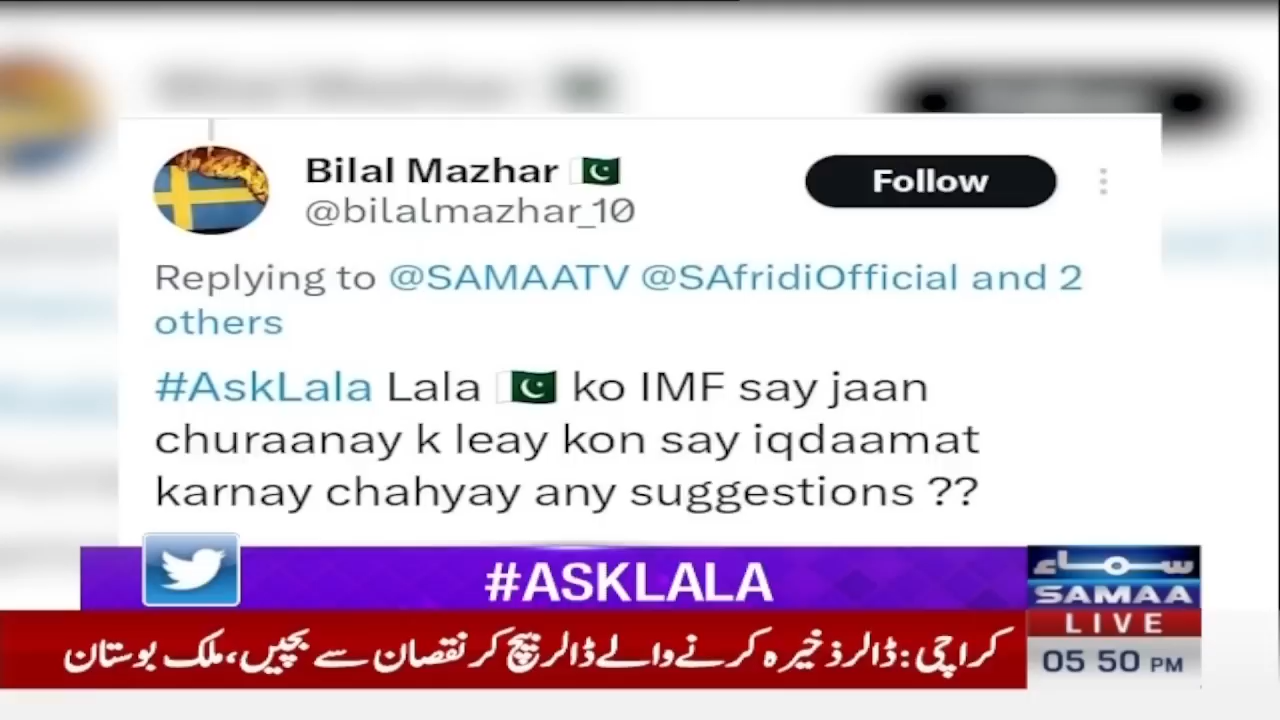 Bilal Mazhar 🇵🇰
Follow
@bilalmazhar_10
Replying to @SAMAATV @SAfridiOfficial and 2
others
#AskLala Lala 🇵🇰 ko IMF say jaan
churaanay k leay kon say iqdaamat
karnay chahyay any suggestions ??
#ASKLALA
سماء
SAMAA
LIVE
05 50 PM
کراچی: ڈالر ذخیرہ کرنے والے ڈالر بیچ کر نقصان سے بچیں، ملک بوستان